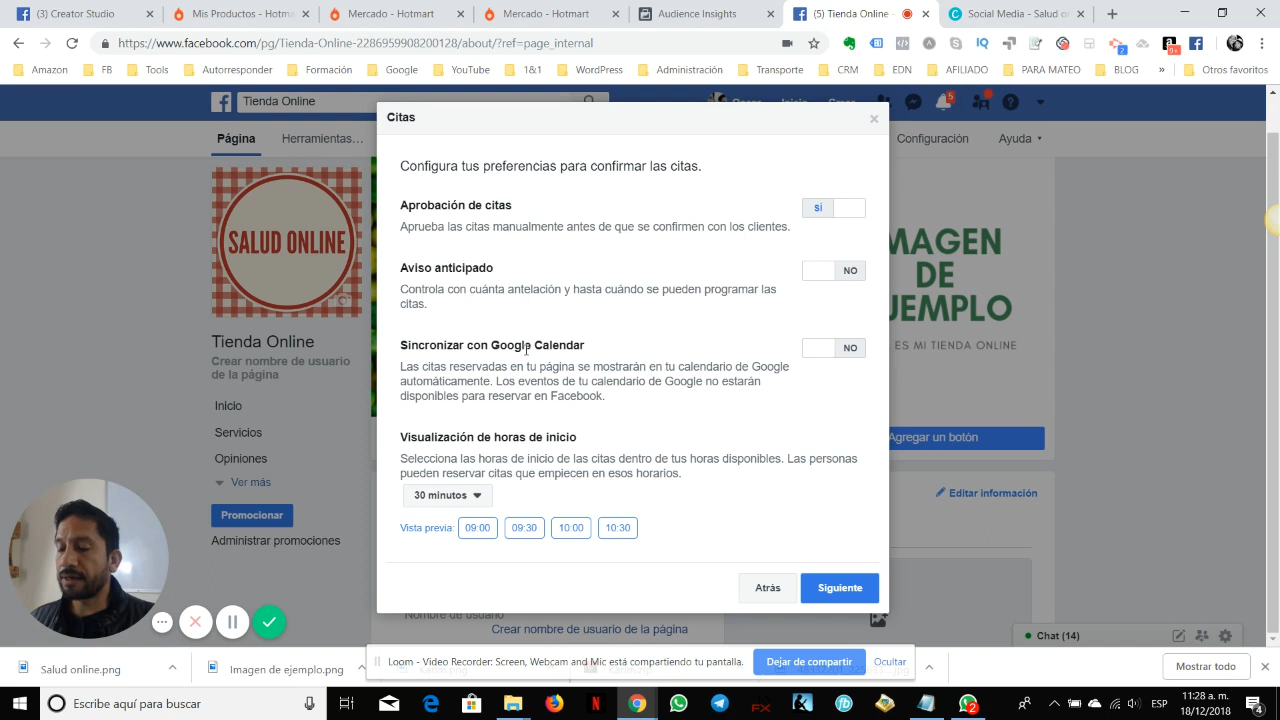 (3) Creator Stud
Motores - Hotmar
Mercado - Hotmar
Mercado - Hotmart
Audience Insights
(5) Tienda Onlin
Social Media - Salud o
https://www.facebook.com/pg/Tienda-Online-2286959908200128/about/?ref=page_internal
Amazon
FB
Tools
Autoresponder
Formación
Google
YouTube
1&1
WordPress
Administración
Transporte
CRM
EDN
AFILIADO
PARA MATEO
BLOG
»
Otros favoritos
Tienda Online
Inicio
5
Página
Herramientas…
Configuración
Ayuda
Citas
Configura tus preferencias para confirmar las citas.
Aprobación de citas
SÍ
Aprueba las citas manualmente antes de que se confirmen con los clientes.
Aviso anticipado
NO
Controla con cuánta antelación y hasta cuándo se pueden programar las
citas.
Sincronizar con Google Calendar
NO
Las citas reservadas en tu página se mostrarán en tu calendario de Google
automáticamente. Los eventos de tu calendario de Google no estarán
disponibles para reservar en Facebook.
Visualización de horas de inicio
Selecciona las horas de inicio de las citas dentro de tus horas disponibles. Las personas
pueden reservar citas que empiecen en esos horarios.
30 minutos
Vista previa: 09:00 09:30 10:00 10:30
Atrás
Siguiente
SALUD ONLINE
Tienda Online
Crear nombre de usuario
de la página
Inicio
Servicios
Opiniones
Ver más
Promocionar
Administrar promociones
MAGEN
DE
EJEMPLO
ES MI TIENDA ONLINE
Agregar un botón
Editar información
Nombre de usuario
Crear nombre de usuario de la página
Chat (14)
Salud online.png
Imagen de ejemplo.png
Loom - Video Recorder: Screen, Webcam and Mic está compartiendo tu pantalla.
Dejar de compartir
Ocultar
Mostrar todo
Escribe aquí para buscar
ESP
11:28 a. m.
18/12/2018